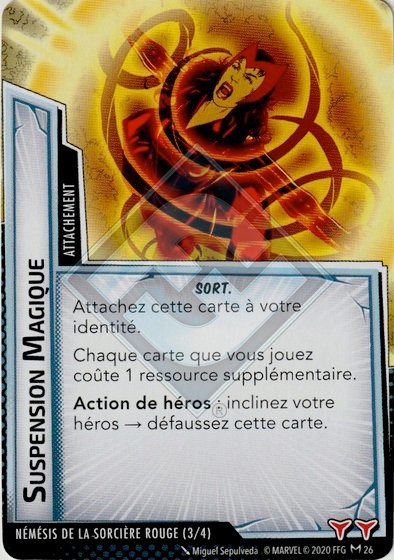 SUSPENSION MAGIQUE
ATTACHEMENT
SORT.
Attachez cette carte à votre
identité.
Chaque carte que vous jouez
coûte 1 ressource supplémentaire.
Action de héros : inclinez votre
héros → défaussez cette carte.
NÉMÉSIS DE LA SORCIÈRE ROUGE (3/4)
Miguel Sepulveda © MARVEL © 2020 FFG 26